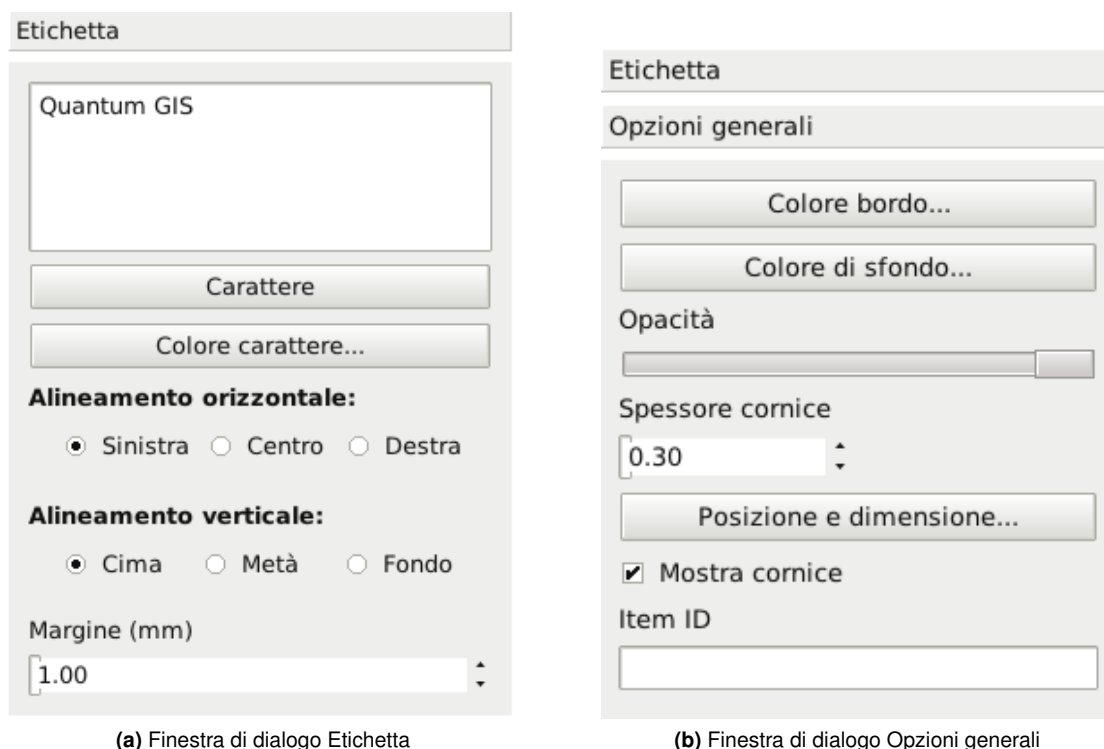 Etichetta
Quantum GIS
Carattere
Colore carattere...
Alineamento orizzontale:
Sinistra Centro Destra
Alineamento verticale:
Cima Metà Fondo
Margine (mm)
1.00
(a) Finestra di dialogo Etichetta
Etichetta
Opzioni generali
Colore bordo...
Colore di sfondo...
Opacità
Spessore cornice
0.30
Posizione e dimensione...
Mostra cornice
Item ID
(b) Finestra di dialogo Opzioni generali